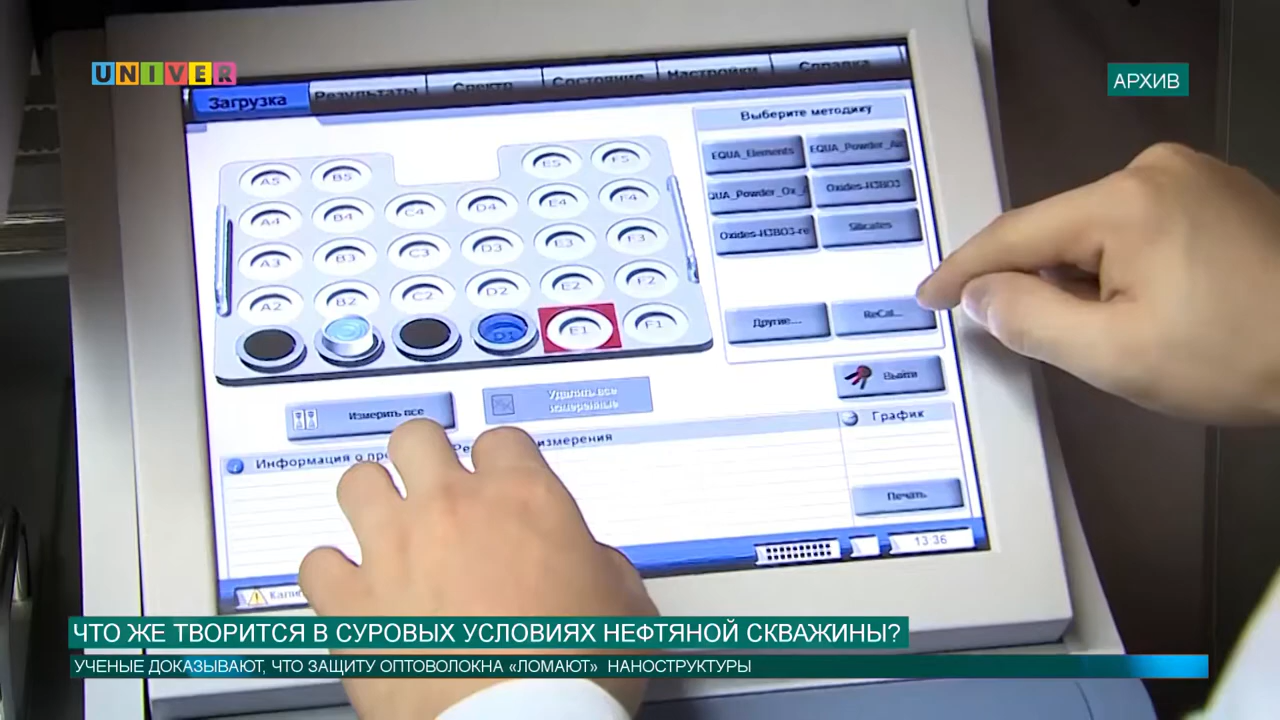 UNIVER
АРХИВ
Загрузка
Результаты
Спектр
Состояние
Настройки
Справка
Выберите методику
A5
B5
E5
F5
A4
B4
C4
D4
E4
F4
A3
B3
C3
D3
E3
F3
A2
B2
C2
D2
E2
F2
D1
E1
F1
EQUA_Elements
EQUA_Powder_
QUA_Powder_Ox_
Oxides-H3BO3
Oxides-H3BO3-re
Silicates
Другие...
ReCal...
Выйти
Измерить все
Удалить все
измеренные
Информация о
измерения
График
Печать
13:36
ЧТО ЖЕ ТВОРИТСЯ В СУРОВЫХ УСЛОВИЯХ НЕФТЯНОЙ СКВАЖИНЫ?
УЧЕНЫЕ ДОКАЗЫВАЮТ, ЧТО ЗАЩИТУ ОПТОВОЛОКНА «ЛОМАЮТ» НАНОСТРУКТУРЫ